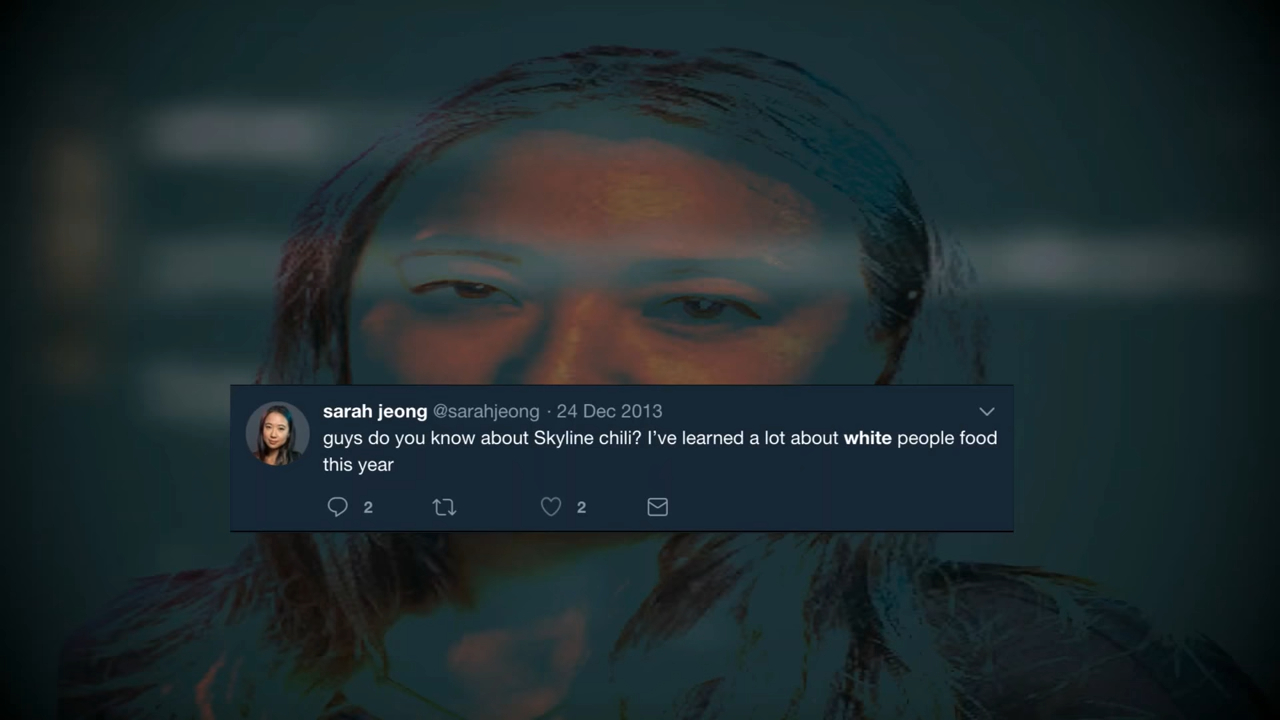 sarah jeong @sarahjeong · 24 Dec 2013
guys do you know about Skyline chili? I’ve learned a lot about white people food
this year
2
2